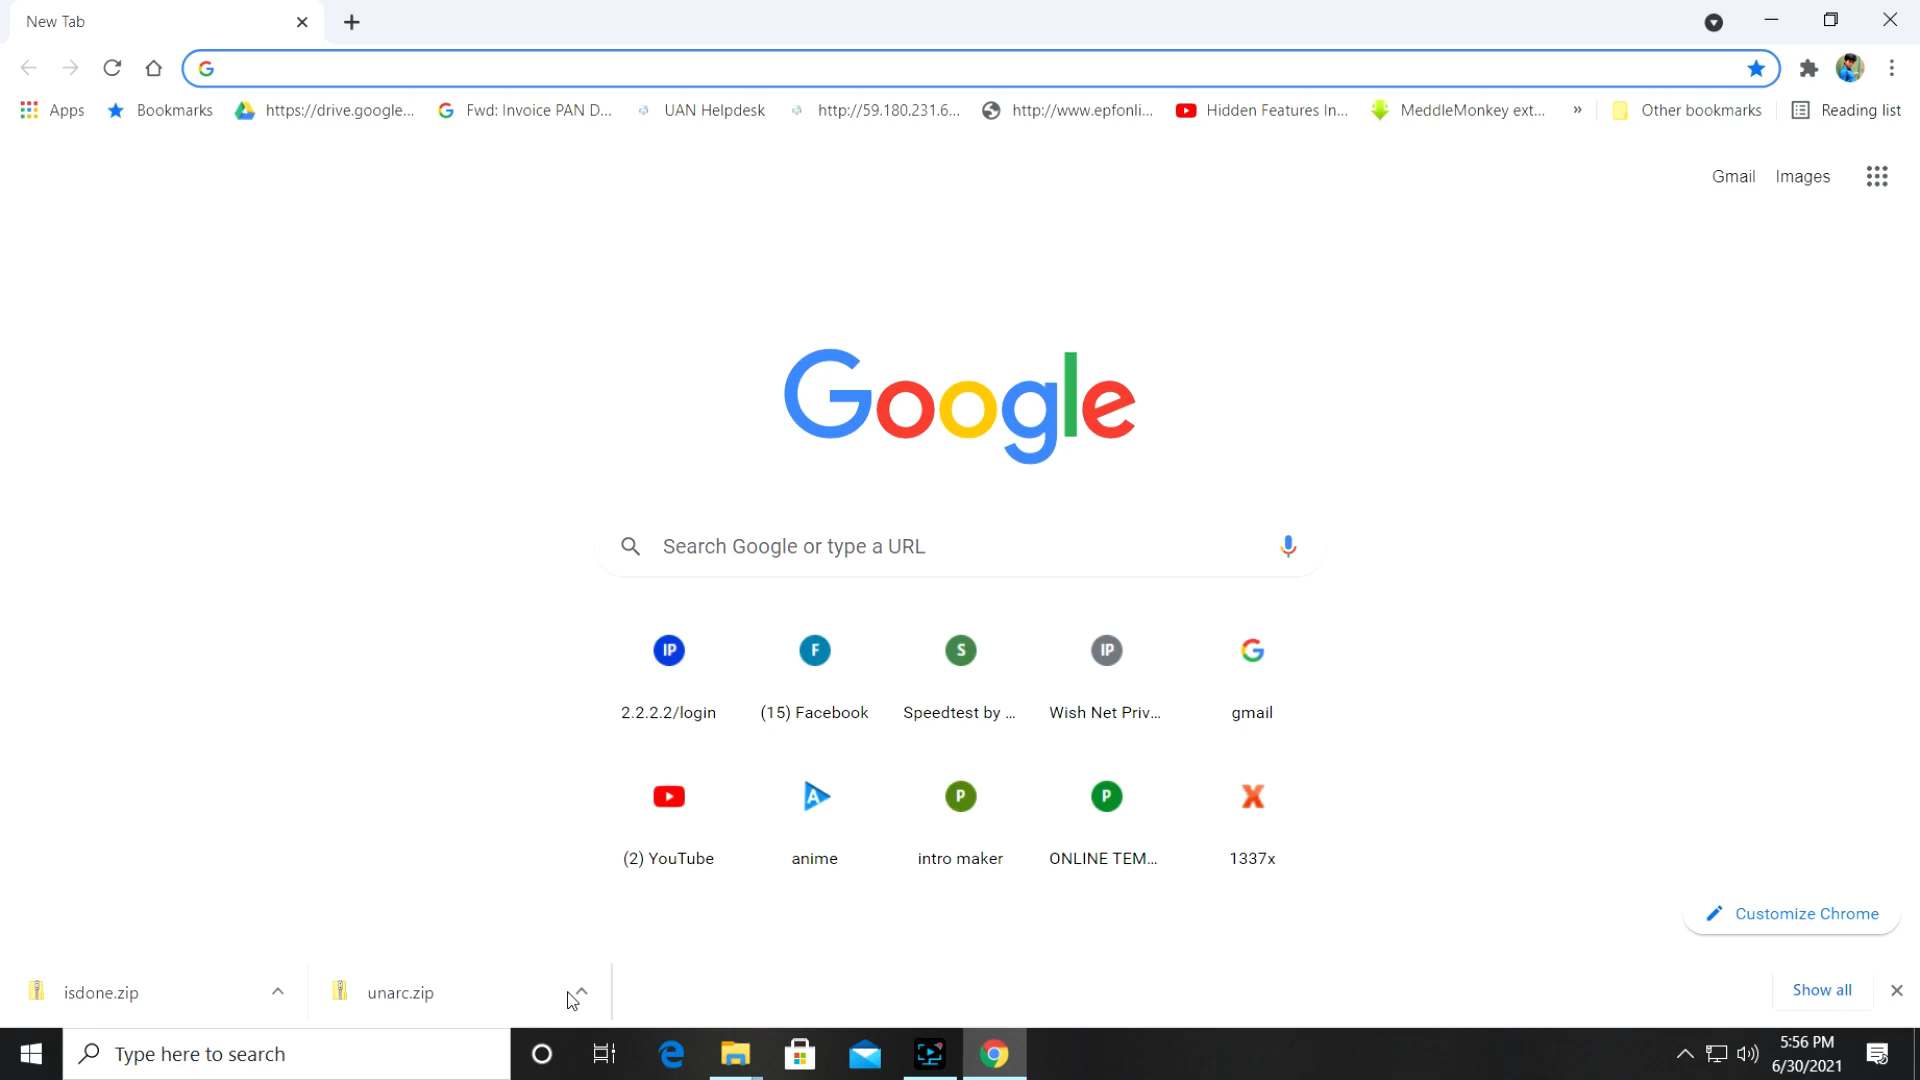 New Tab
Apps Bookmarks https://drive.google... Fwd: Invoice PAN D... UAN Helpdesk http://59.180.231.6... http://www.epfonli... Hidden Features In... MeddleMonkey ext... » Other bookmarks Reading list
Gmail Images
Google
Search Google or type a URL
IP F S IP
2.2.2.2/login (15) Facebook Speedtest by ... Wish Net Priv... gmail
A P P X
(2) YouTube anime intro maker ONLINE TEM... 1337x
Customize Chrome
isdone.zip unarc.zip Show all
Type here to search 5:56 PM
6/30/2021